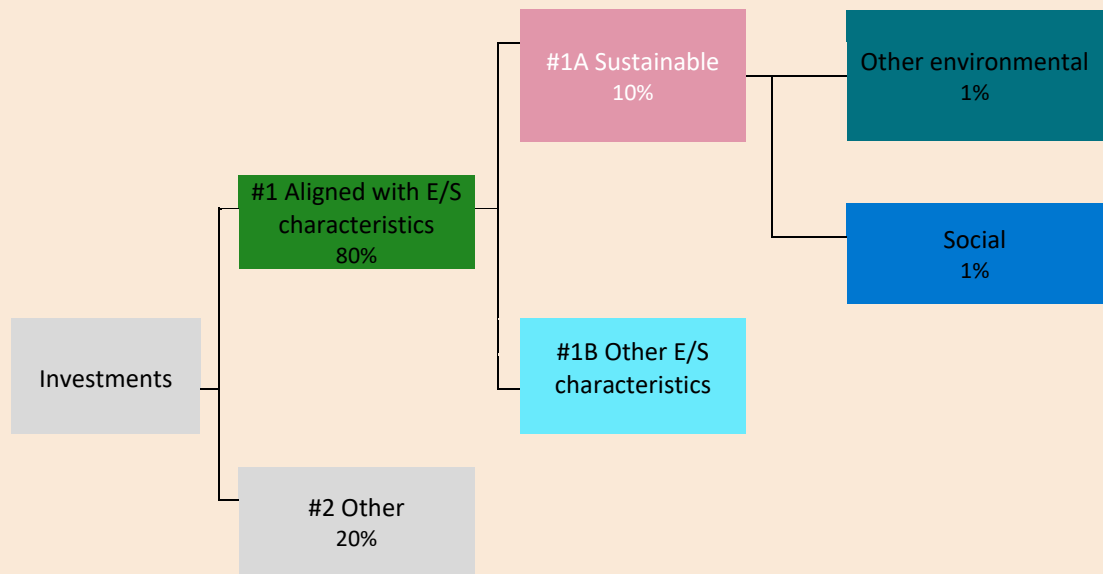 Investments
#1 Aligned with E/S
characteristics
80%
#2 Other
20%
#1A Sustainable
10%
#1B Other E/S
characteristics
Other environmental
1%
Social
1%